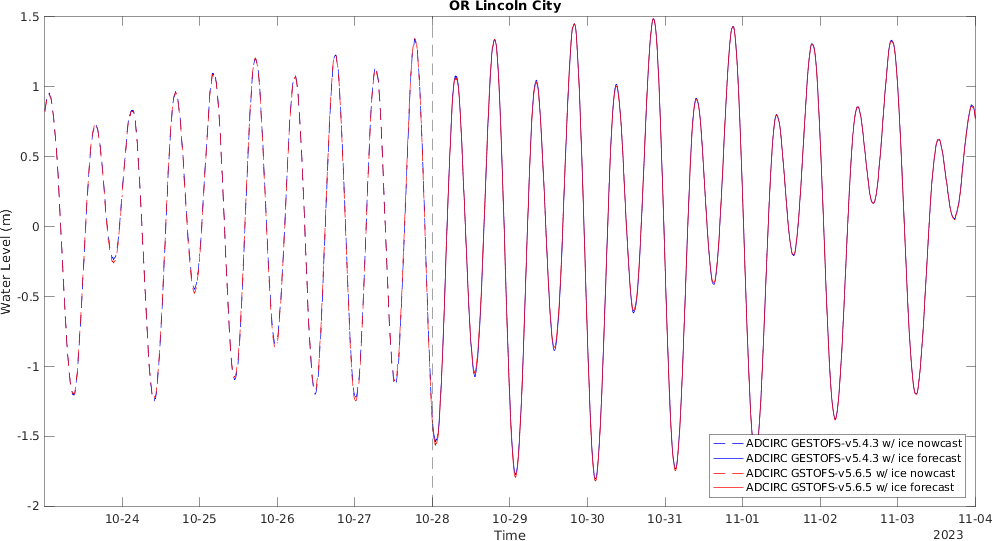 OR Lincoln City
Water Level (m)
1.5
1
0.5
0
-0.5
-1
-1.5
-2
10-24 10-25 10-26 10-27 10-28 10-29 10-30 10-31 11-01 11-02 11-03 11-04
Time
2023
ADCIRC GESTOFS-v5.4.3 w/ ice nowcast
ADCIRC GESTOFS-v5.4.3 w/ ice forecast
ADCIRC GSTOFS-v5.6.5 w/ ice nowcast
ADCIRC GSTOFS-v5.6.5 w/ ice forecast